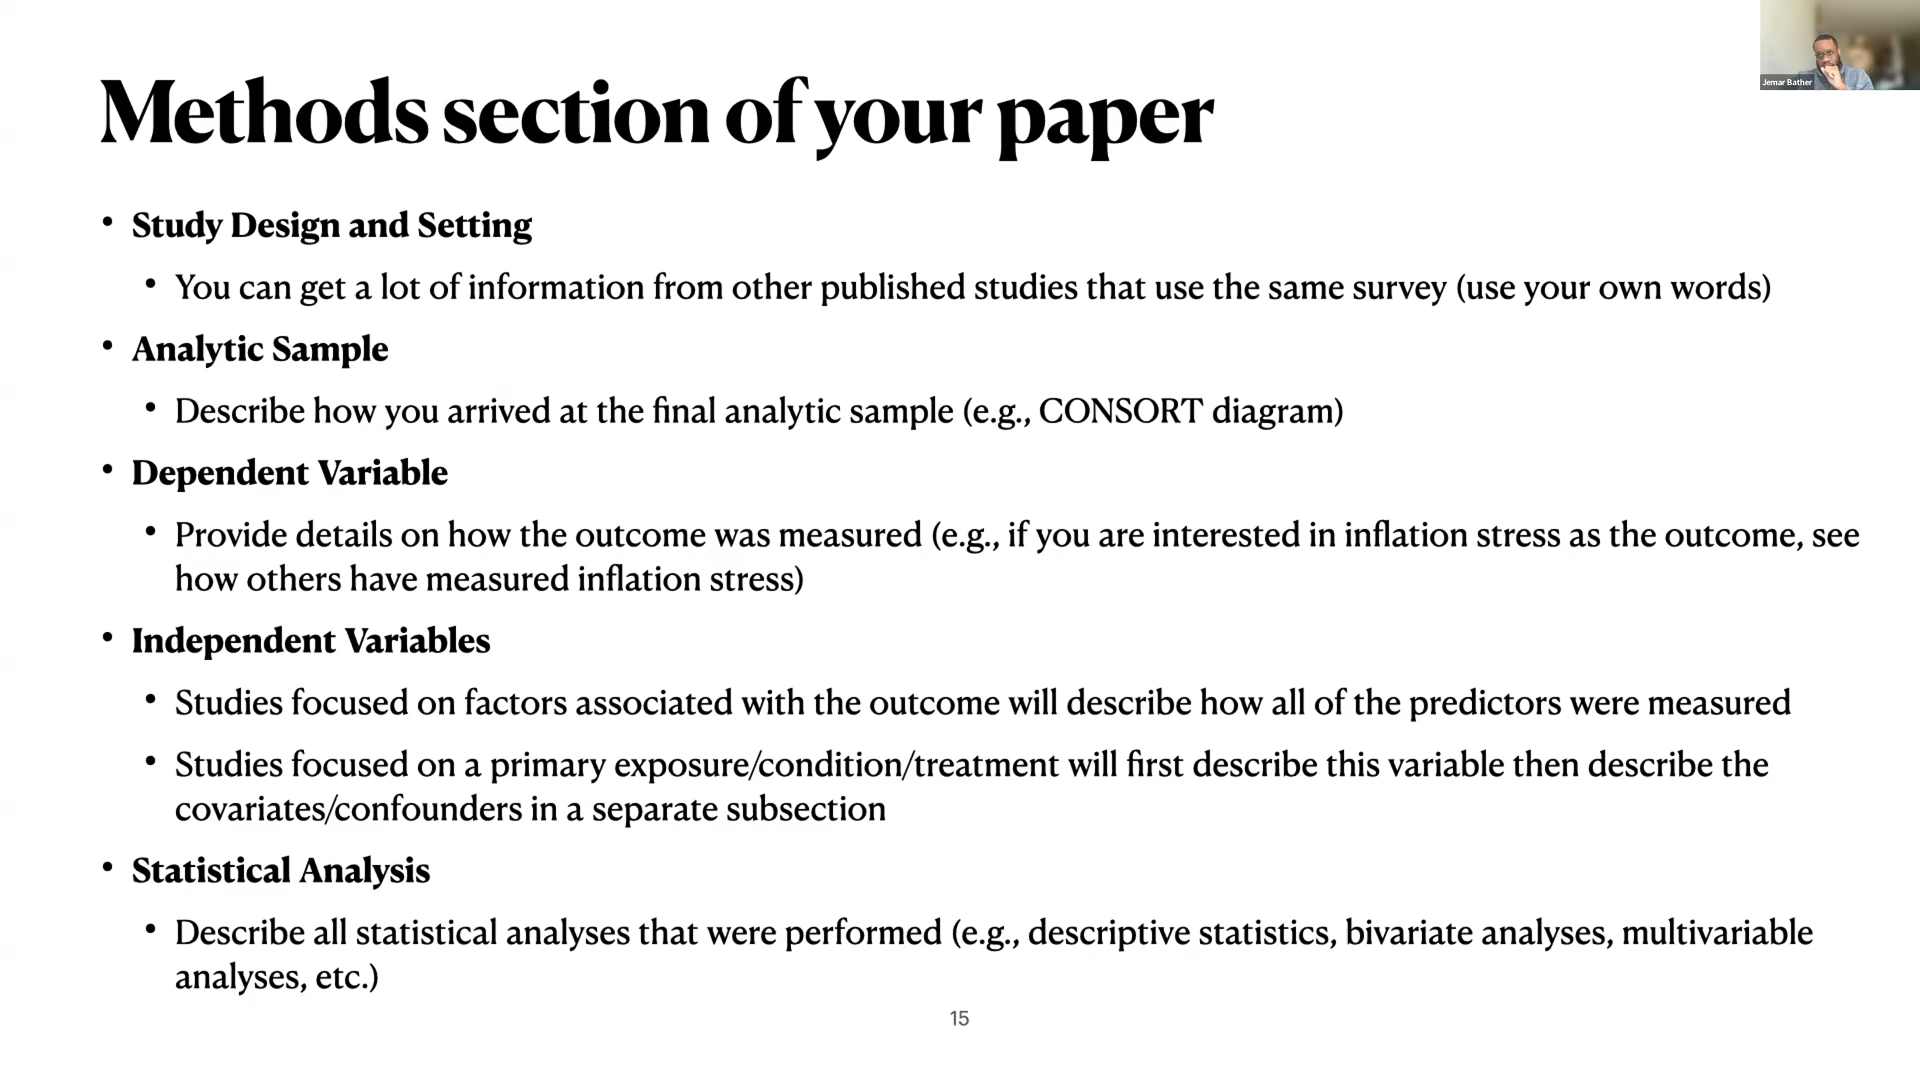 Jemar Bather
Methods section of your paper
• Study Design and Setting
• You can get a lot of information from other published studies that use the same survey (use your own words)
• Analytic Sample
• Describe how you arrived at the final analytic sample (e.g., CONSORT diagram)
• Dependent Variable
• Provide details on how the outcome was measured (e.g., if you are interested in inflation stress as the outcome, see
how others have measured inflation stress)
• Independent Variables
• Studies focused on factors associated with the outcome will describe how all of the predictors were measured
• Studies focused on a primary exposure/condition/treatment will first describe this variable then describe the
covariates/confounders in a separate subsection
• Statistical Analysis
• Describe all statistical analyses that were performed (e.g., descriptive statistics, bivariate analyses, multivariable
analyses, etc.)
15